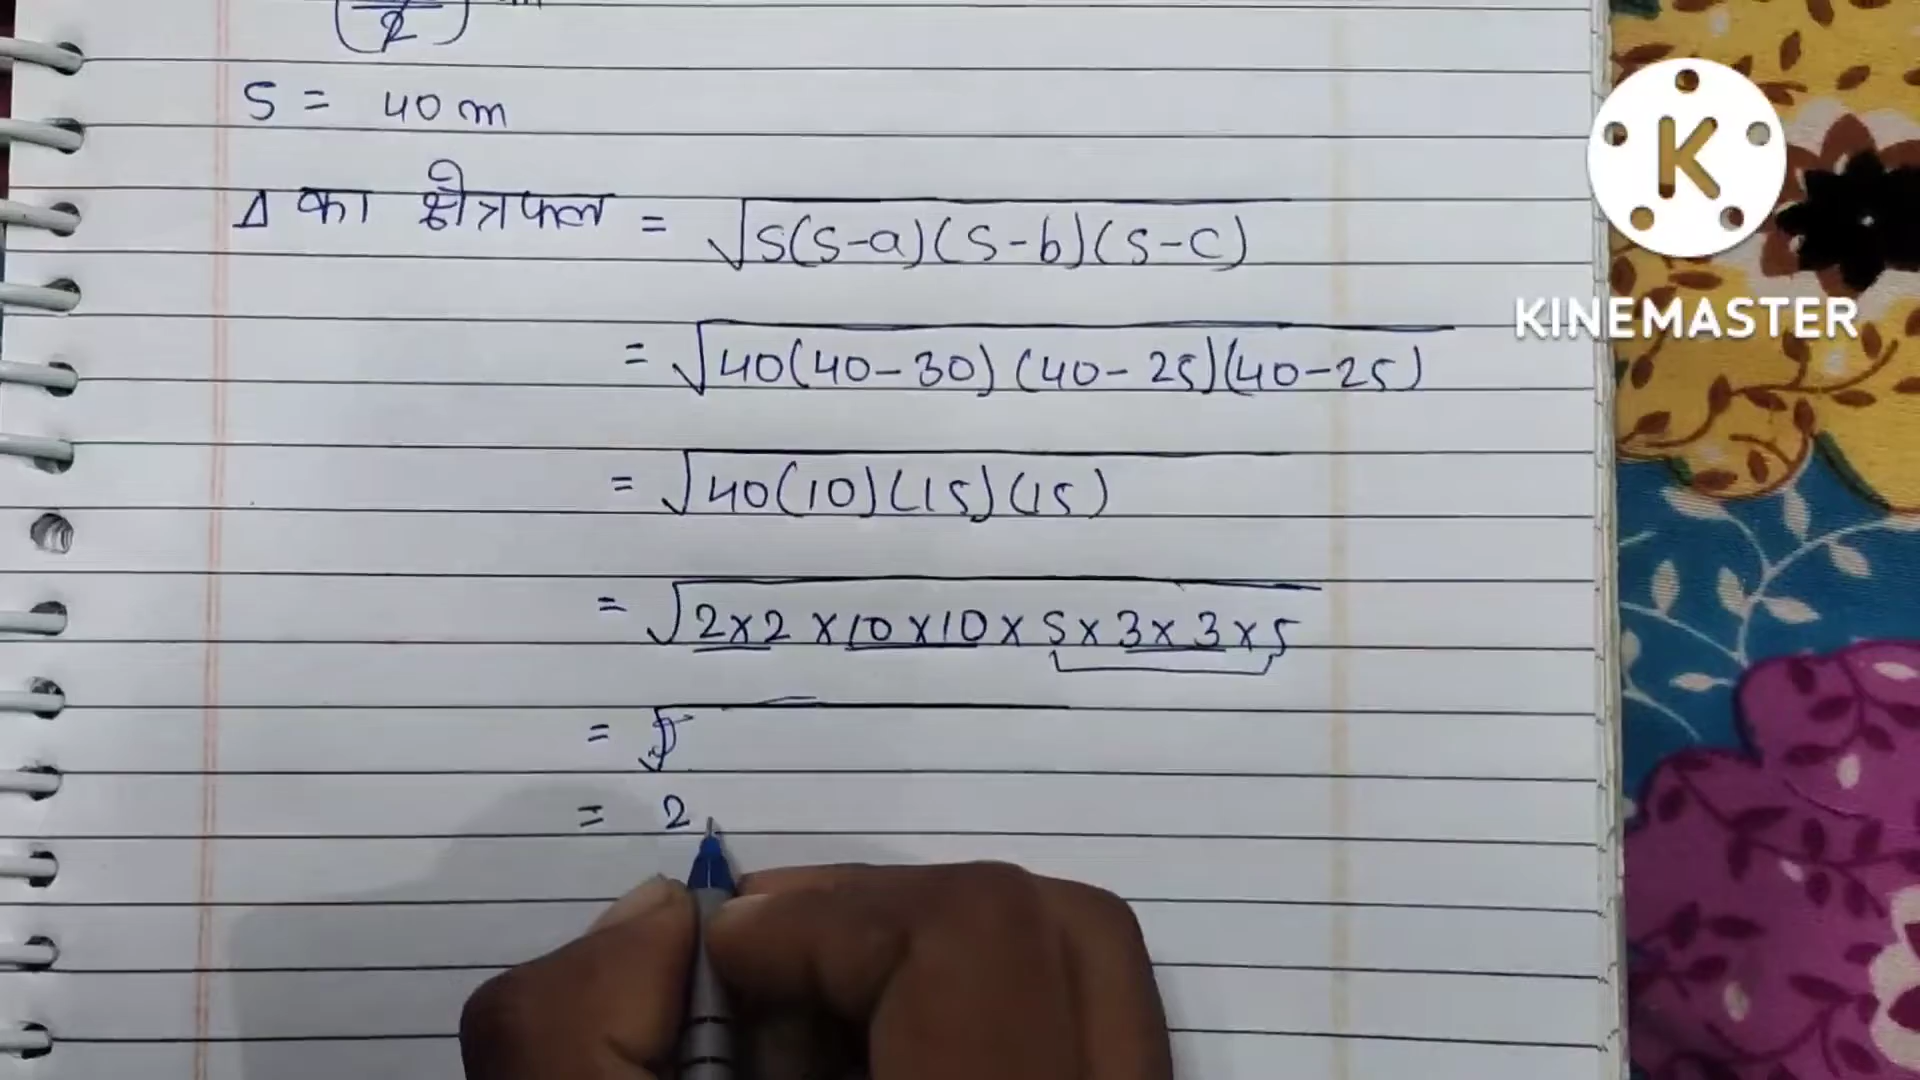 2
S = 40 m
Δ का क्षेत्रफल = √S(S-a)(S-b)(S-c)
= √40(40-30)(40-25)(40-25)
= √40(10)(15)(15)
= √2×2×10×10×5×3×3×5
= √
= 2
K
KINEMASTER